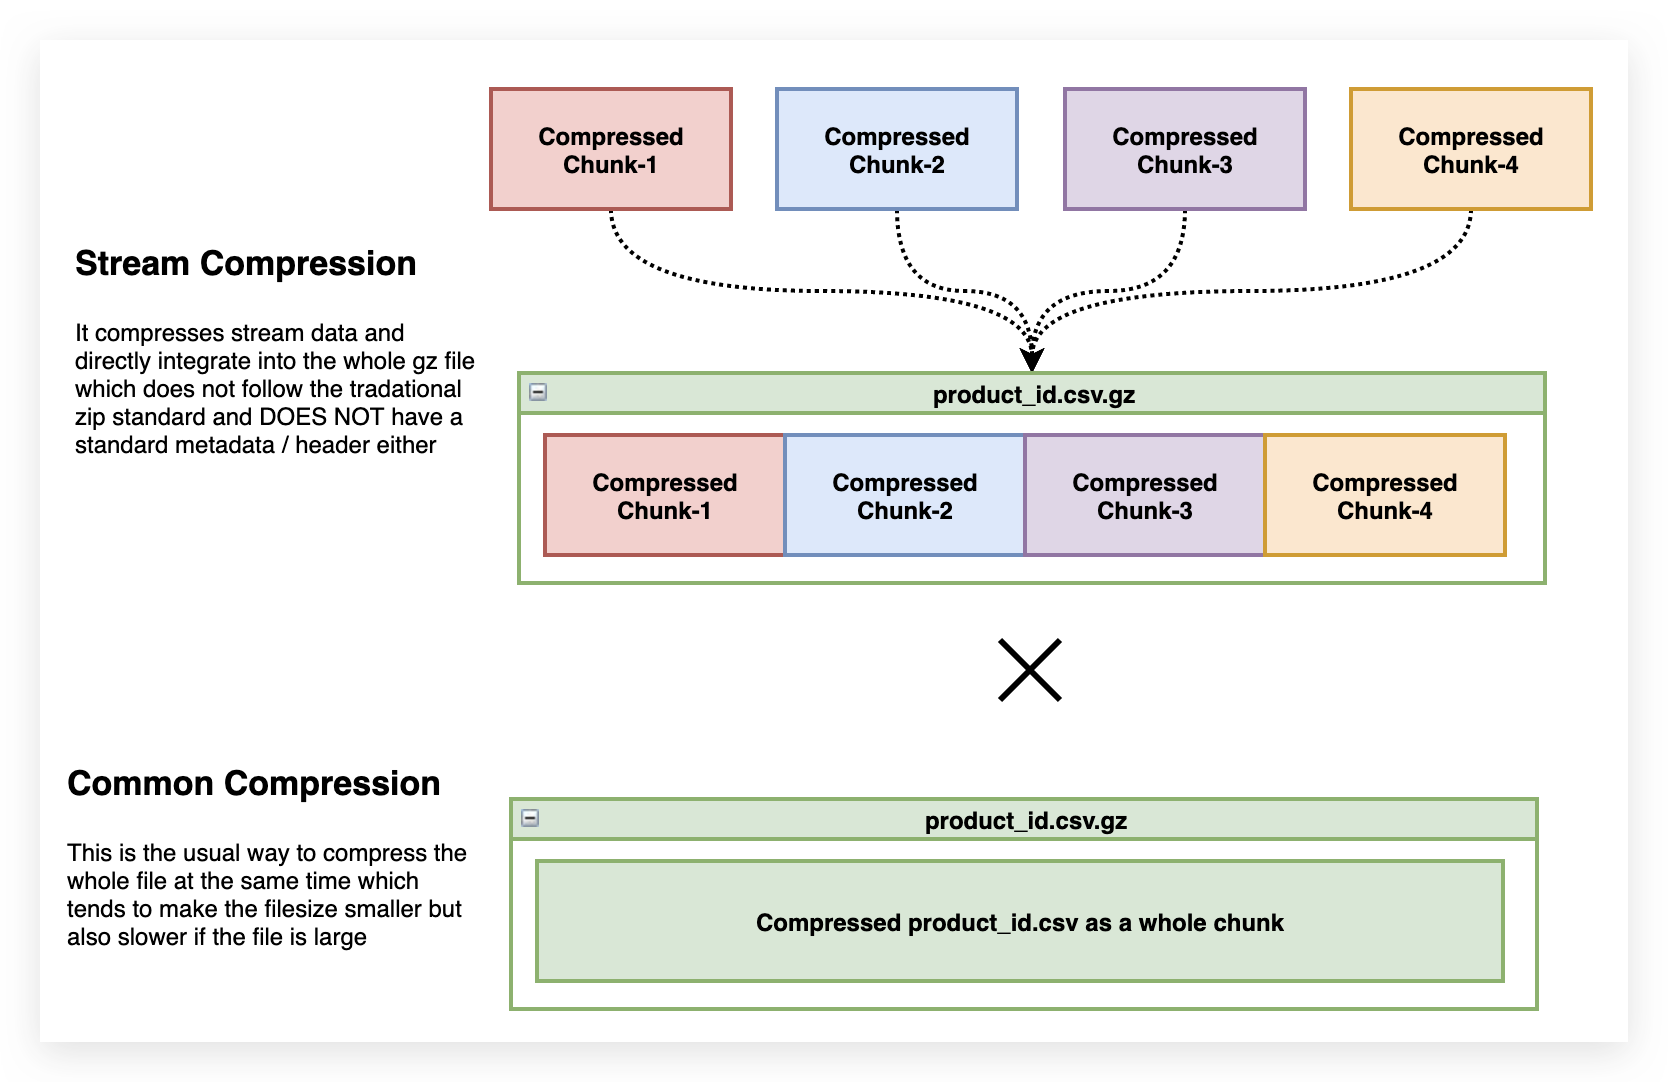 Compressed
Chunk-1
Compressed
Chunk-2
Compressed
Chunk-3
Compressed
Chunk-4
Stream Compression
It compresses stream data and
directly integrate into the whole gz file
which does not follow the tradational
zip standard and DOES NOT have a
standard metadata / header either
product_id.csv.gz
Compressed
Chunk-1
Compressed
Chunk-2
Compressed
Chunk-3
Compressed
Chunk-4
Common Compression
This is the usual way to compress the
whole file at the same time which
tends to make the filesize smaller but
also slower if the file is large
product_id.csv.gz
Compressed product_id.csv as a whole chunk